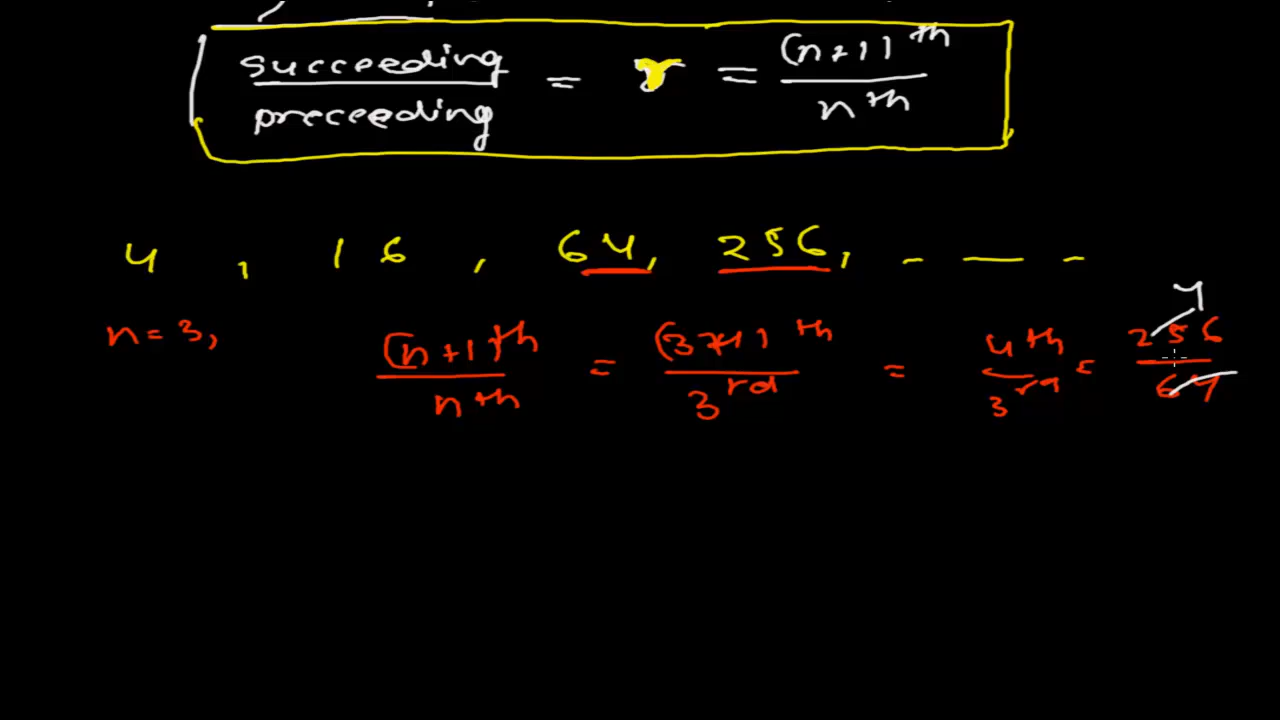 succeeding / preceeding = r = (n+1)th / nth
4 , 16 , 64, 256, - — -
n = 3, (n+1)th / nth = (3+1)th / 3rd = 4th / 3rd = 256 / 64 4